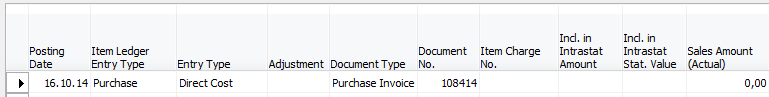 Incl. in Incl. in
Posting Item Ledger Document Item Charge Intrastat Intrastat Sales Amount
Date Entry Type Entry Type Adjustment Document Type No. No. Amount Stat. Value (Actual)
16.10.14 Purchase Direct Cost Purchase Invoice 108414 0,00